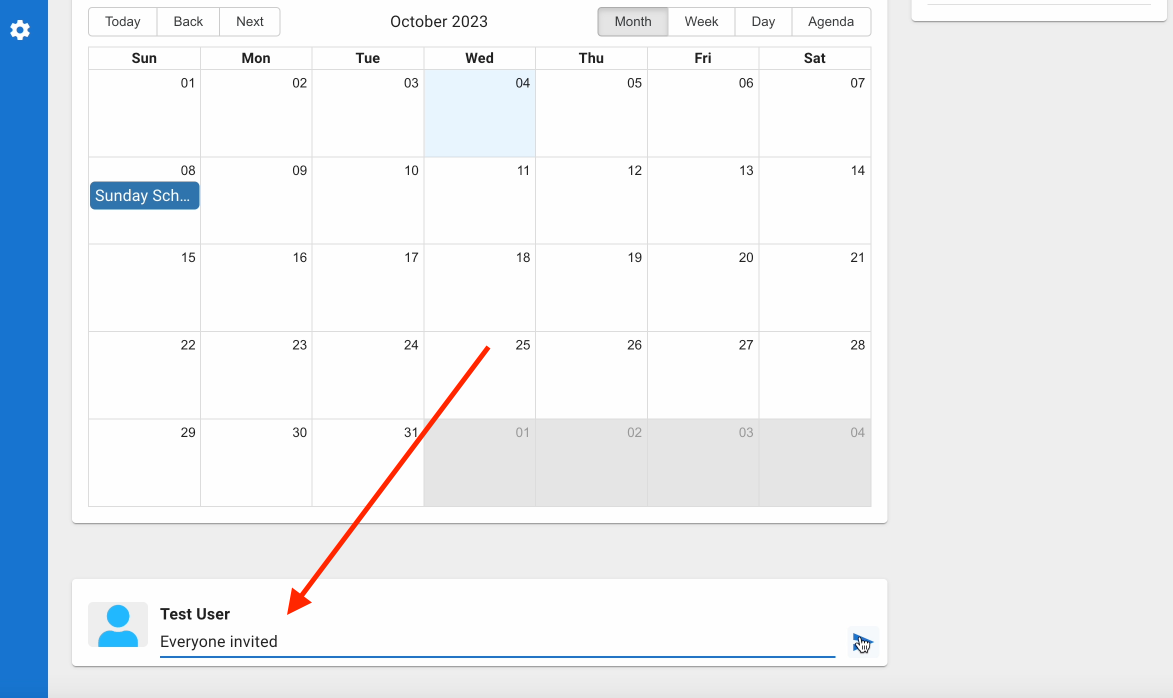 Today Back Next October 2023 Month Week Day Agenda
Sun Mon Tue Wed Thu Fri Sat
01 02 03 04 05 06 07
08 09 10 11 12 13 14
Sunday Sch...
15 16 17 18 19 20 21
22 23 24 25 26 27 28
29 30 31 01 02 03 04
Test User
Everyone invited